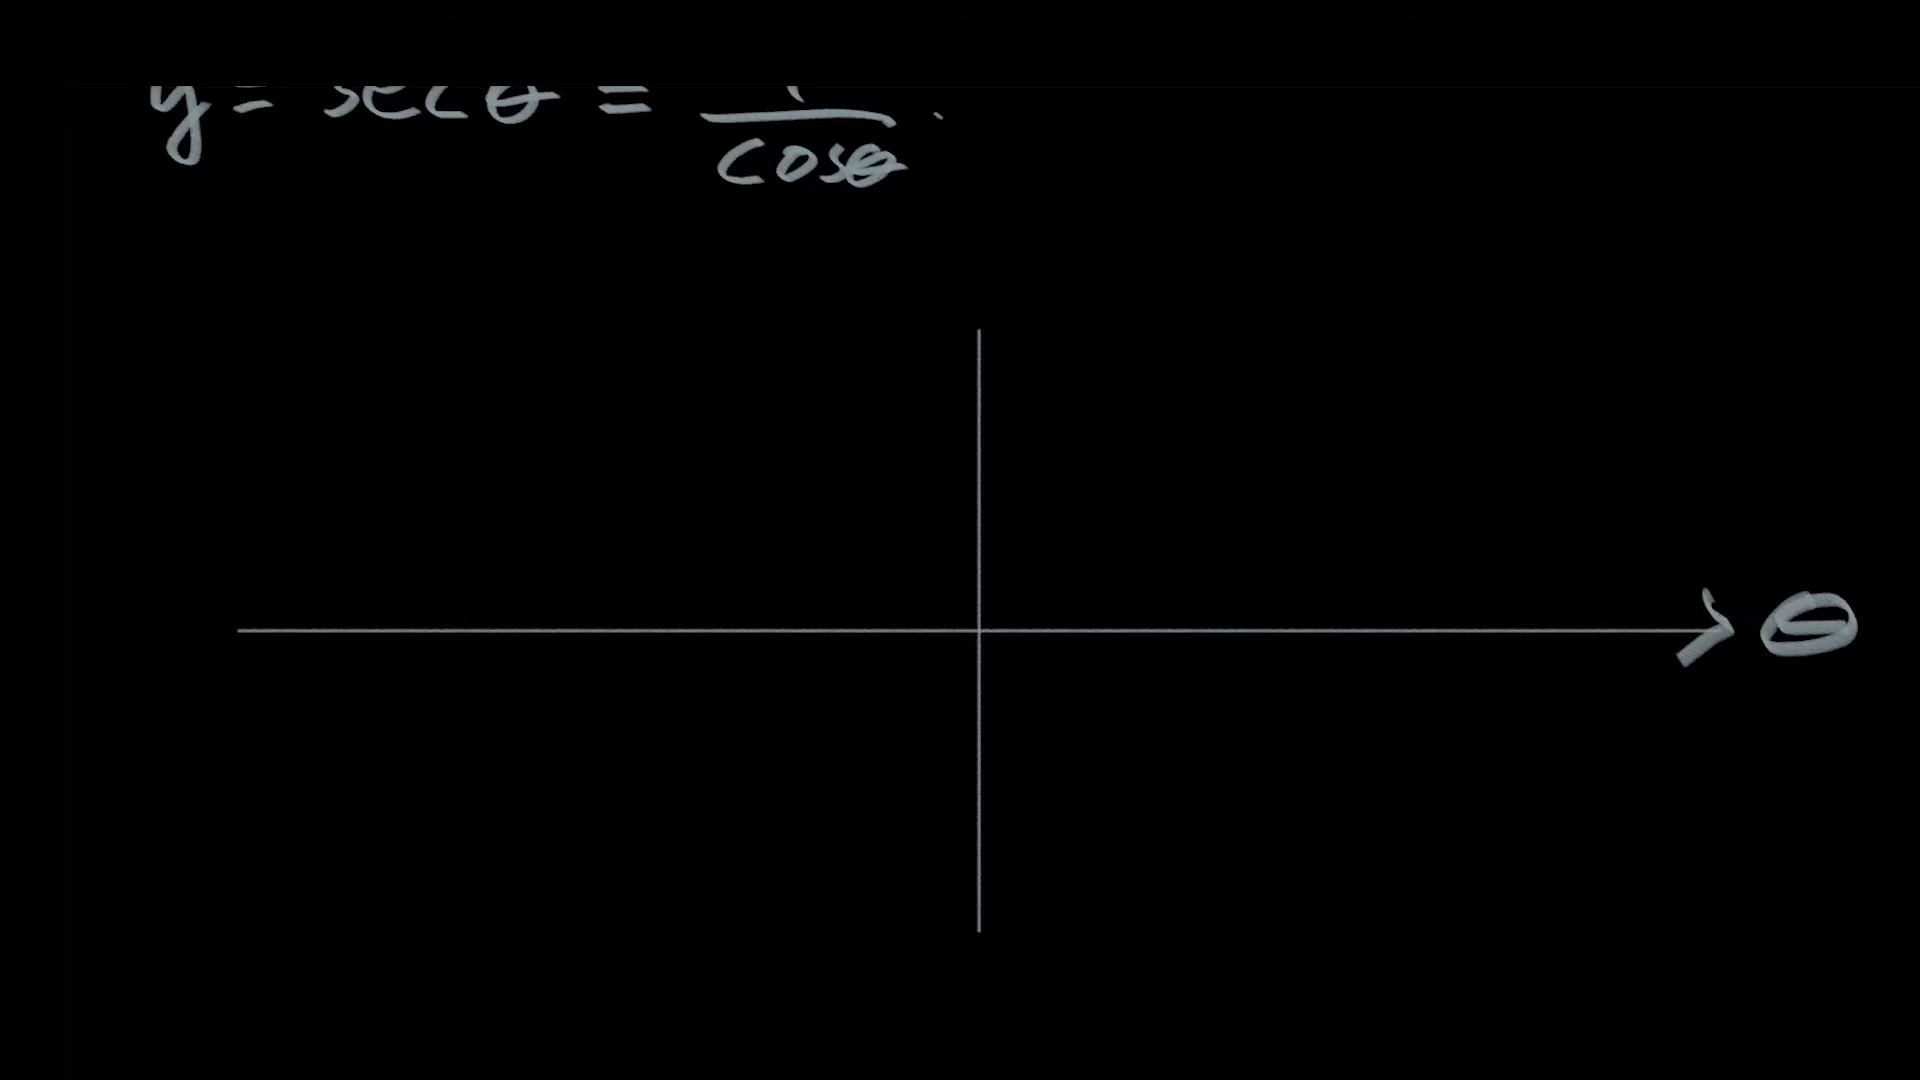 y = secθ = 1/cosθ.
θ